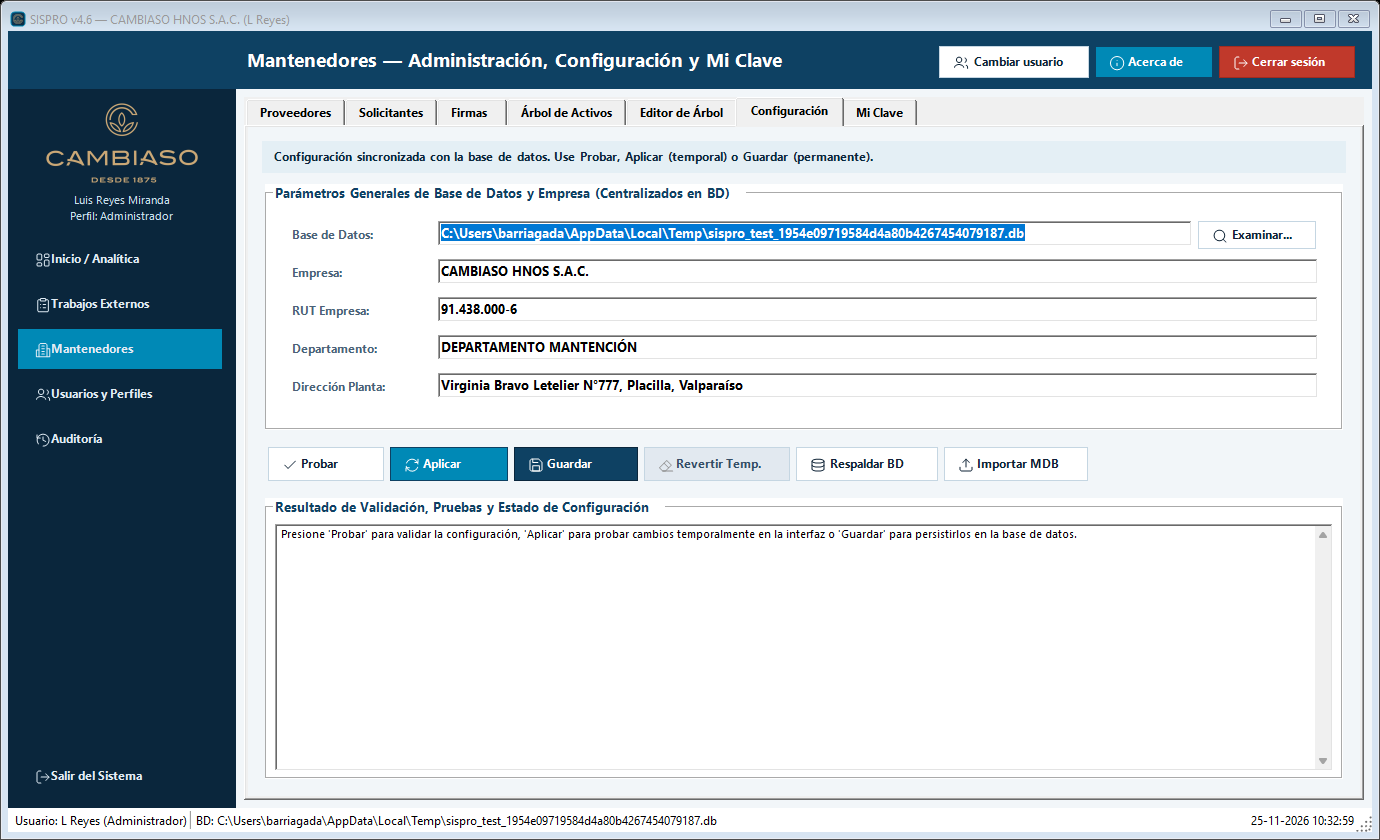 SISPRO v4.6 — CAMBIASO HNOS S.A.C. (L Reyes)
Mantenedores — Administración, Configuración y Mi Clave
Cambiar usuario
Acerca de
Cerrar sesión
CAMBIASO
DESDE 1875
Luis Reyes Miranda
Perfil: Administrador
Inicio / Analítica
Trabajos Externos
Mantenedores
Usuarios y Perfiles
Auditoría
Salir del Sistema
Proveedores
Solicitantes
Firmas
Árbol de Activos
Editor de Árbol
Configuración
Mi Clave
Configuración sincronizada con la base de datos. Use Probar, Aplicar (temporal) o Guardar (permanente).
Parámetros Generales de Base de Datos y Empresa (Centralizados en BD)
Base de Datos: C:\Users\barriagada\AppData\Local\Temp\sispro_test_1954e09719584d4a80b4267454079187.db Examinar...
Empresa: CAMBIASO HNOS S.A.C.
RUT Empresa: 91.438.000-6
Departamento: DEPARTAMENTO MANTENCIÓN
Dirección Planta: Virginia Bravo Letelier N°777, Placilla, Valparaíso
Probar
Aplicar
Guardar
Revertir Temp.
Respaldar BD
Importar MDB
Resultado de Validación, Pruebas y Estado de Configuración
Presione 'Probar' para validar la configuración, 'Aplicar' para probar cambios temporalmente en la interfaz o 'Guardar' para persistirlos en la base de datos.
Usuario: L Reyes (Administrador)
BD: C:\Users\barriagada\AppData\Local\Temp\sispro_test_1954e09719584d4a80b4267454079187.db
25-11-2026 10:32:59